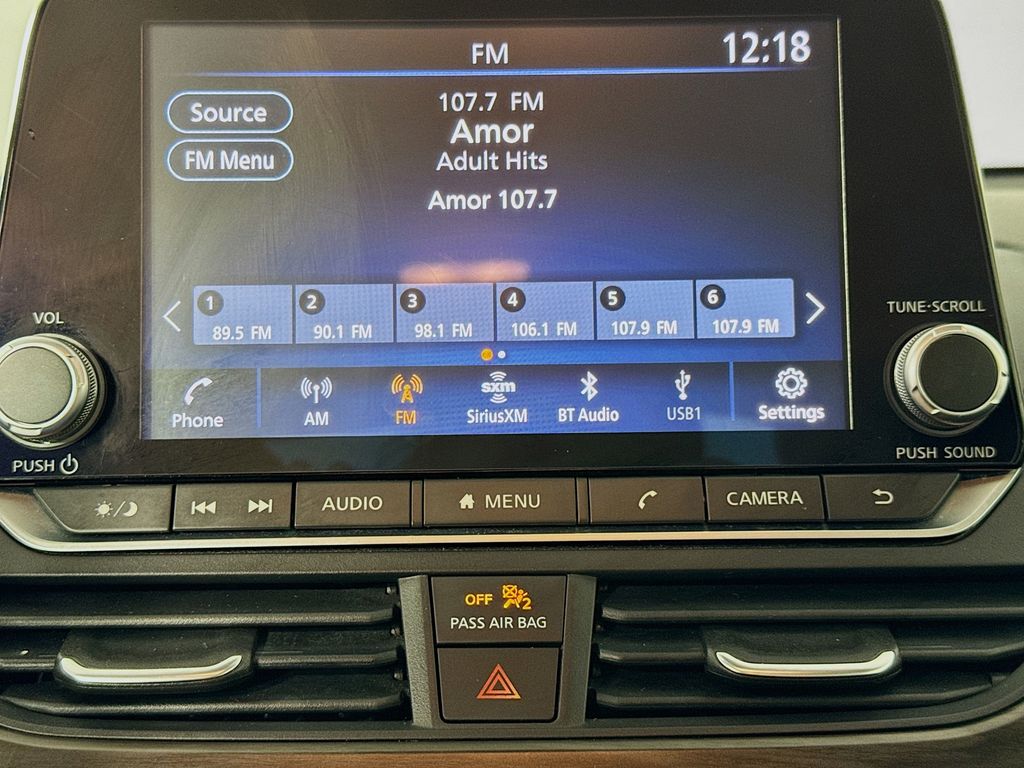 FM
12:18
Source
107.7 FM
Amor
FM Menu
Adult Hits
Amor 107.7
1
2
3
4
5
6
89.5 FM
90.1 FM
98.1 FM
106.1 FM
107.9 FM
107.9 FM
VOL
TUNE·SCROLL
Phone
AM
FM
sxm
SiriusXM
BT Audio
USB1
Settings
PUSH
PUSH SOUND
AUDIO
MENU
CAMERA
OFF 2
PASS AIR BAG